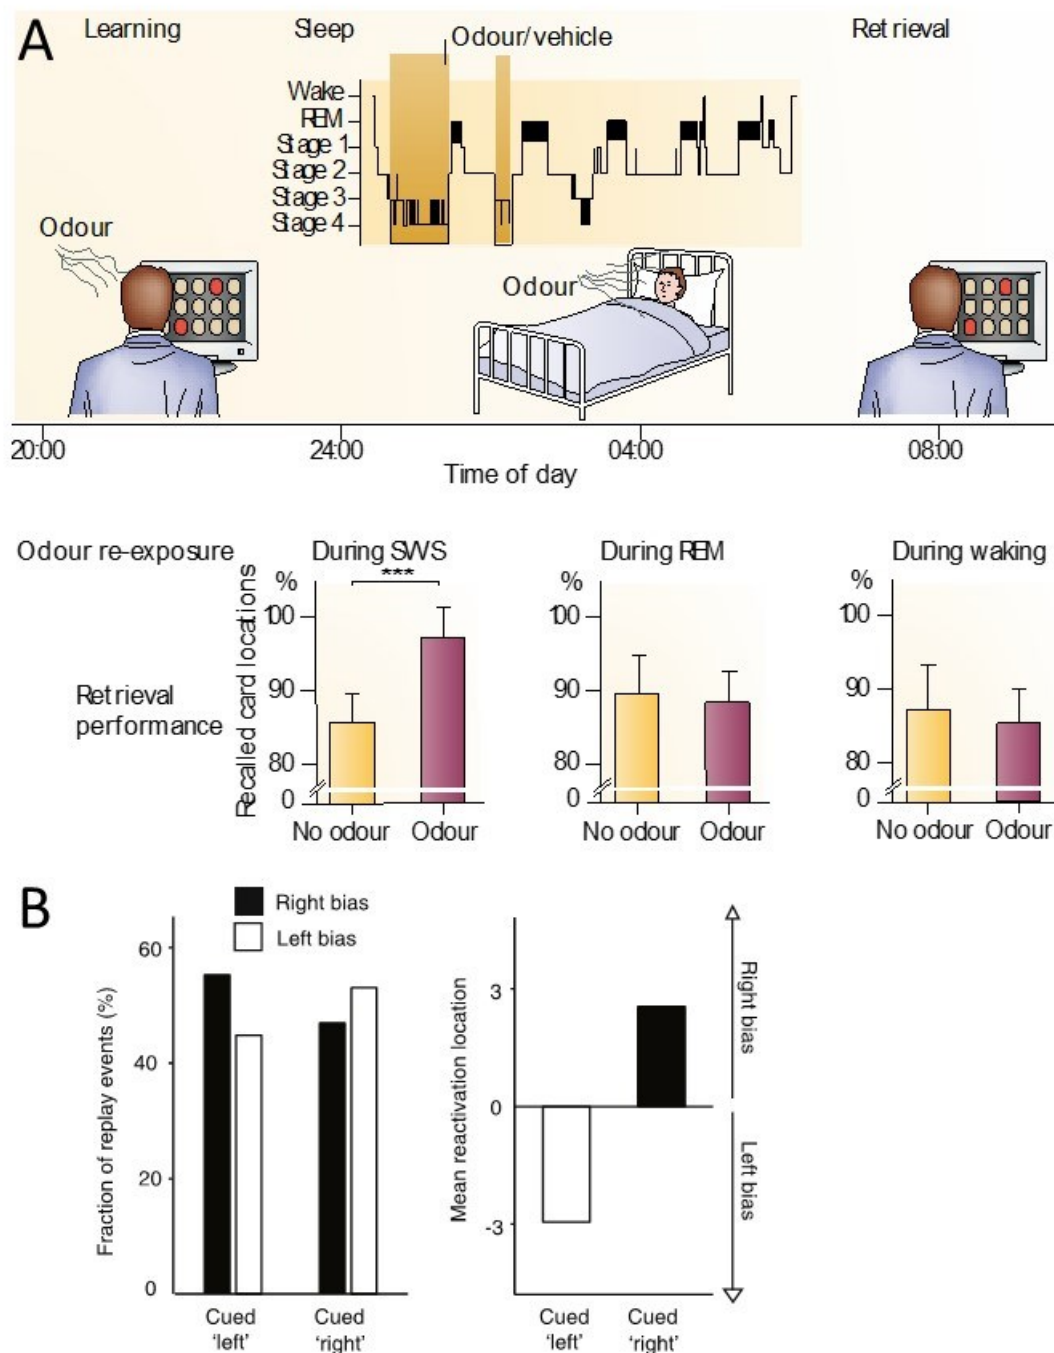 A
Learning
Sleep
Odour/vehicle
Retrieval
Wake
REM
Stage 1
Stage 2
Stage 3
Stage 4
Odour
Odour
20:00
24:00
04:00
08:00
Time of day
Odour re-exposure
During SWS
During REM
During waking
Retrieval
performance
Recalled card locations
%
100
90
80
0
***
No odour
Odour
%
100
90
80
0
No odour
Odour
%
100
90
80
0
No odour
Odour
B
Right bias
Left bias
Fraction of replay events (%)
60
40
20
0
Cued
'left'
Cued
'right'
Mean reactivation location
3
0
-3
Cued
'left'
Cued
'right'
Right bias
Left bias